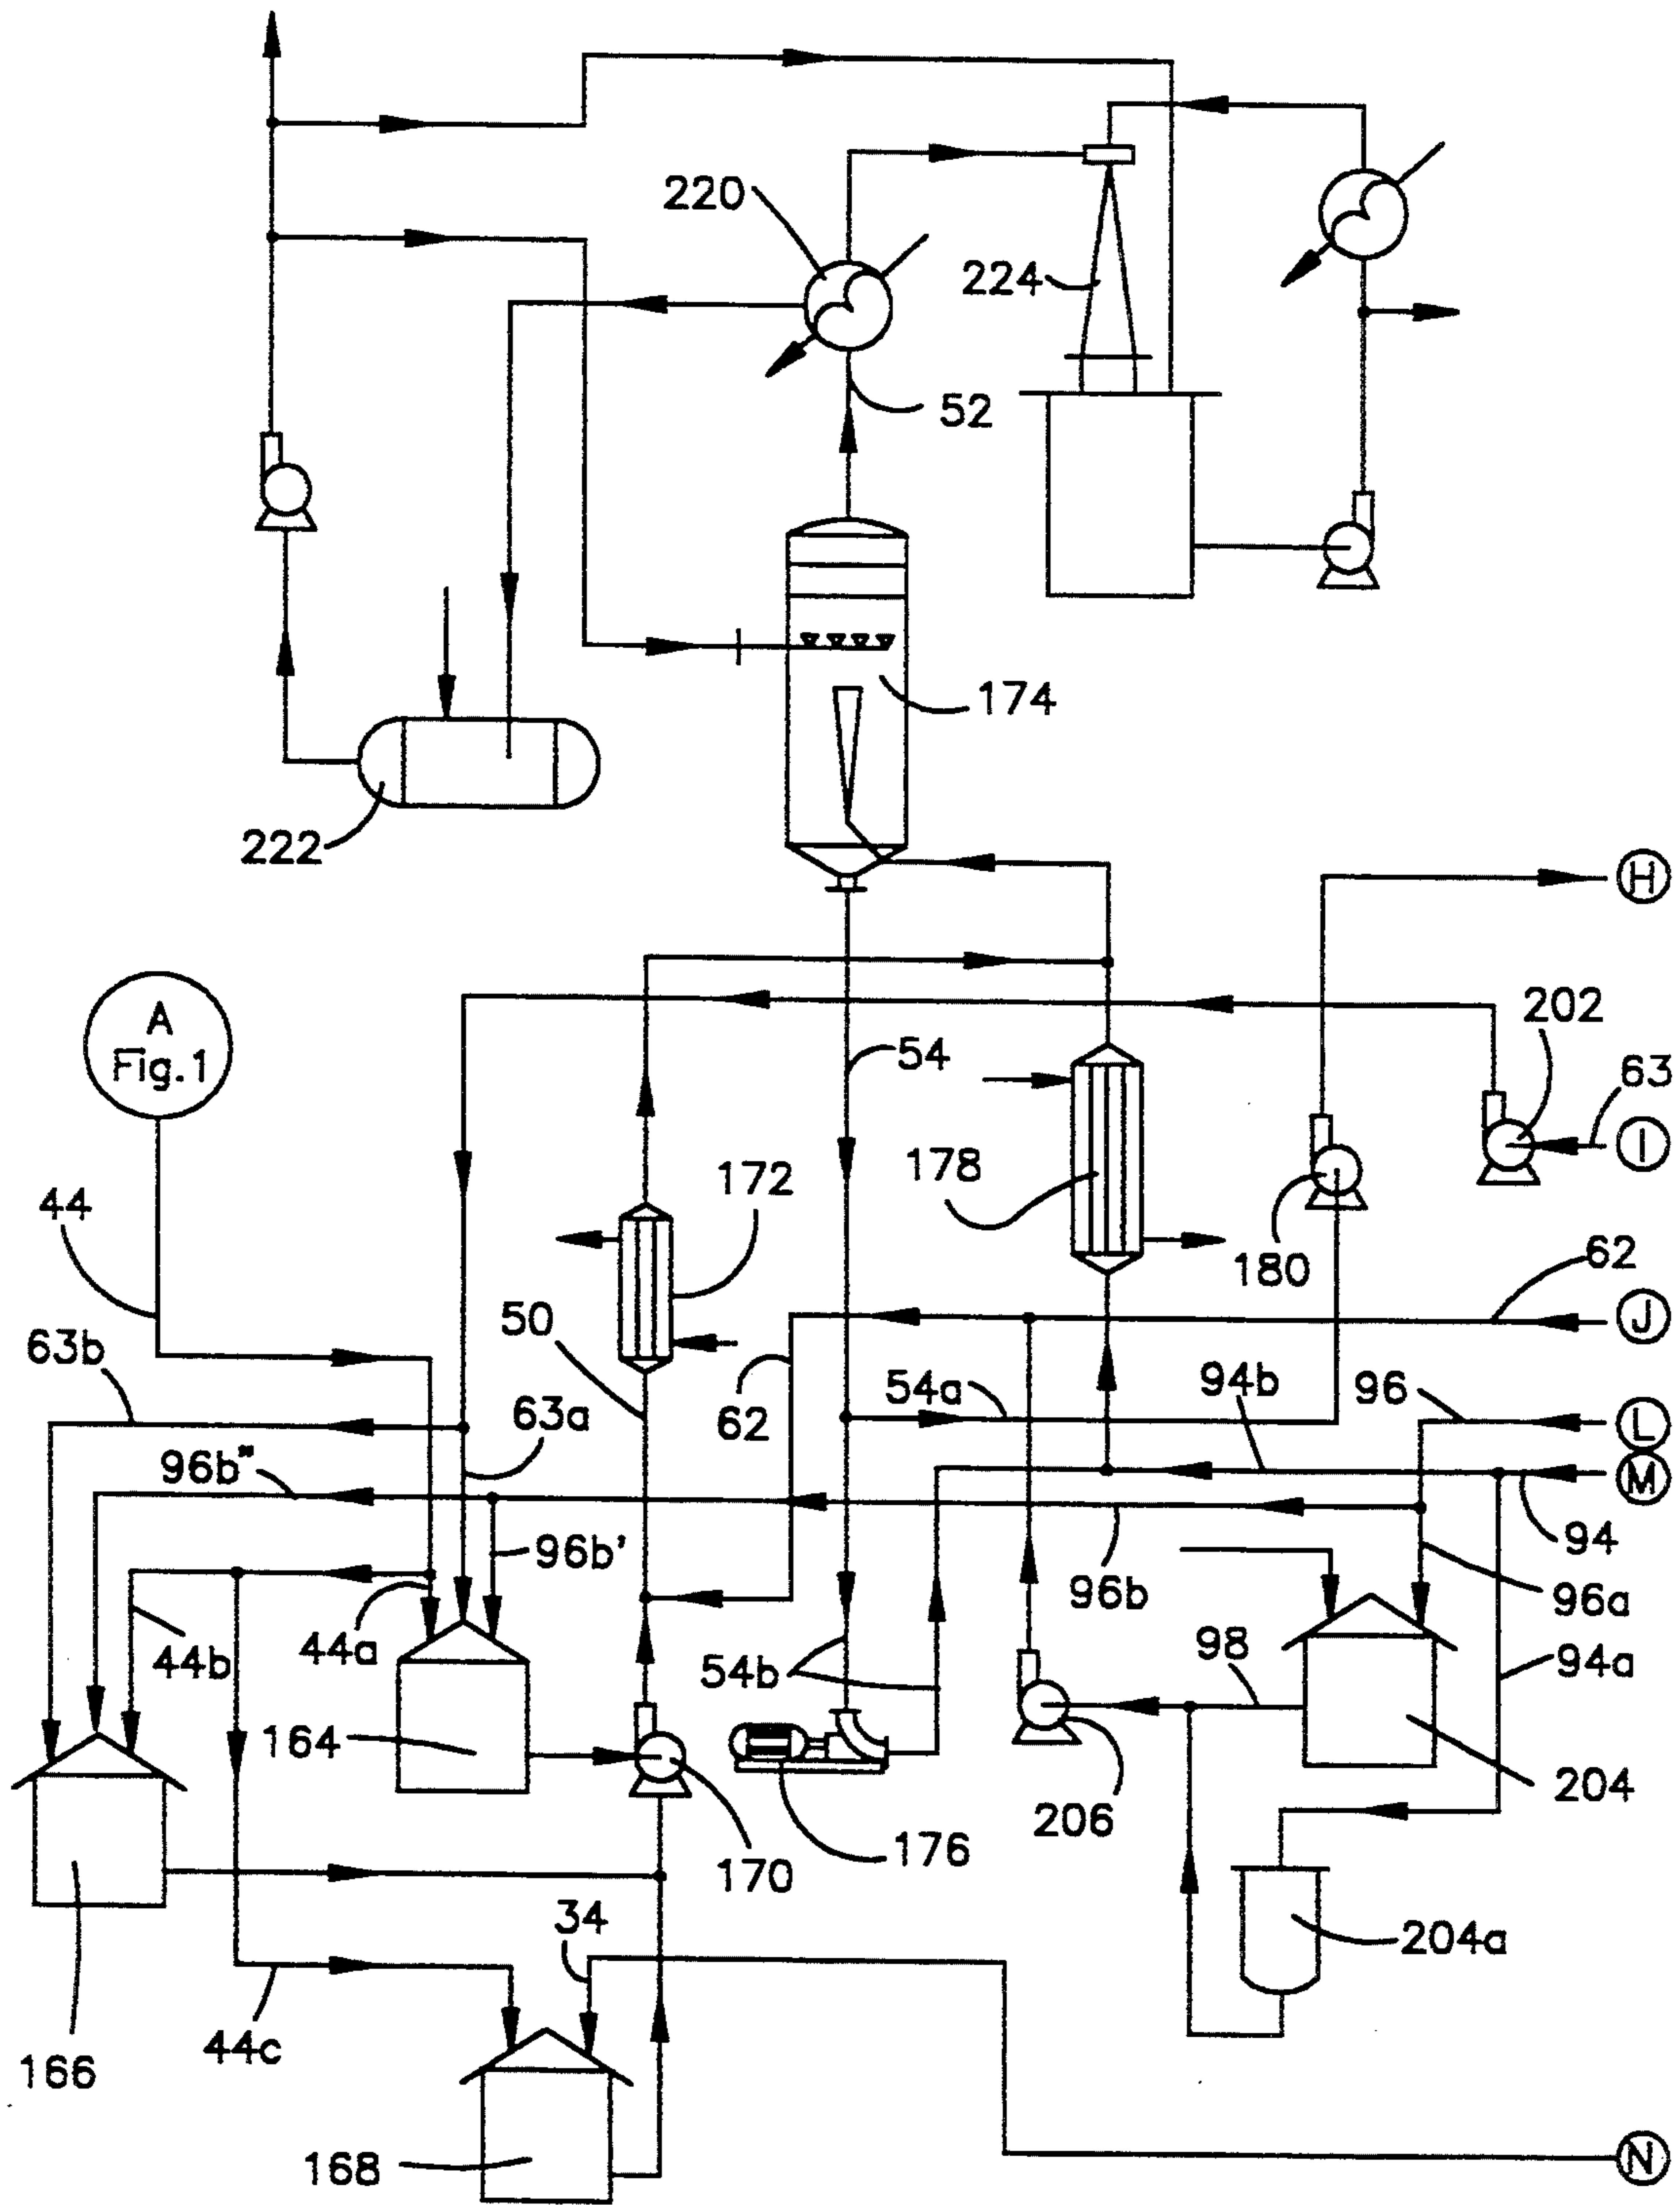 220
224
52
174
222
H
A
Fig.1
54
202
63
I
178
172
44
180
62
J
50
63b
62
54a
94b
96
L
63a
96b"
M
96b'
94
96b
96a
44a
44b
98
94a
54b
164
204
206
176
170
34
204a
44c
166
168
N